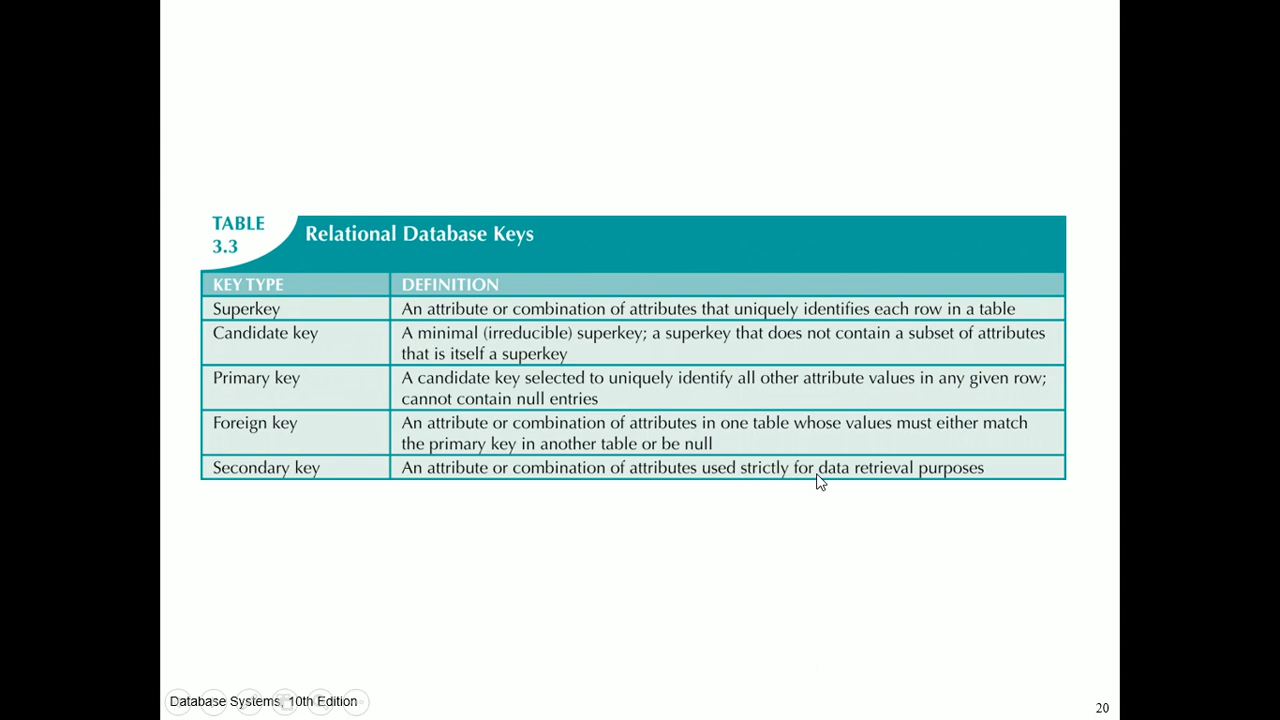 TABLE
3.3
Relational Database Keys
KEY TYPE
DEFINITION
Superkey
An attribute or combination of attributes that uniquely identifies each row in a table
Candidate key
A minimal (irreducible) superkey; a superkey that does not contain a subset of attributes
that is itself a superkey
Primary key
A candidate key selected to uniquely identify all other attribute values in any given row;
cannot contain null entries
Foreign key
An attribute or combination of attributes in one table whose values must either match
the primary key in another table or be null
Secondary key
An attribute or combination of attributes used strictly for data retrieval purposes
Database Systems, 10th Edition
20